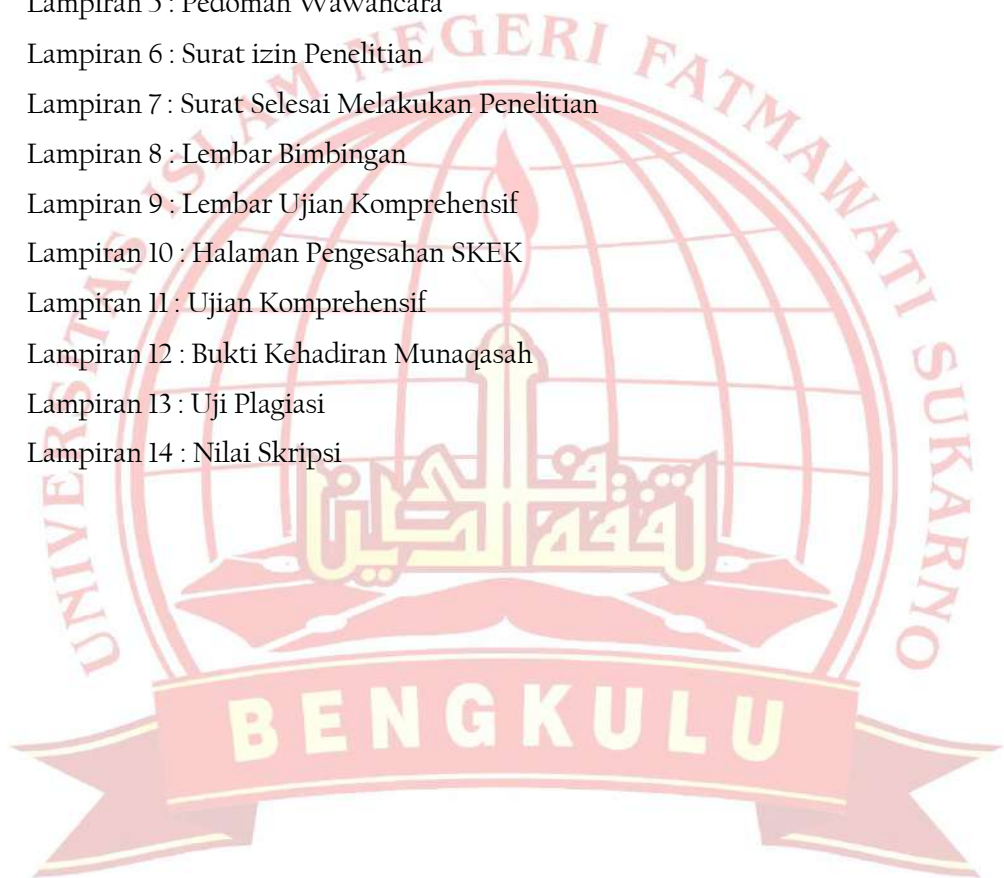 Lampiran 5 : Pedoman Wawancara
Lampiran 6 : Surat izin Penelitian
Lampiran 7 : Surat Selesai Melakukan Penelitian
Lampiran 8 : Lembar Bimbingan
Lampiran 9 : Lembar Ujian Komprehensif
Lampiran 10 : Halaman Pengesahan SKEK
Lampiran 11 : Ujian Komprehensif
Lampiran 12 : Bukti Kehadiran Munaqasah
Lampiran 13 : Uji Plagiasi
Lampiran 14 : Nilai Skripsi
UNIVERSITAS ISLAM NEGERI FATMAWATI SUKARNO
BENGKULU